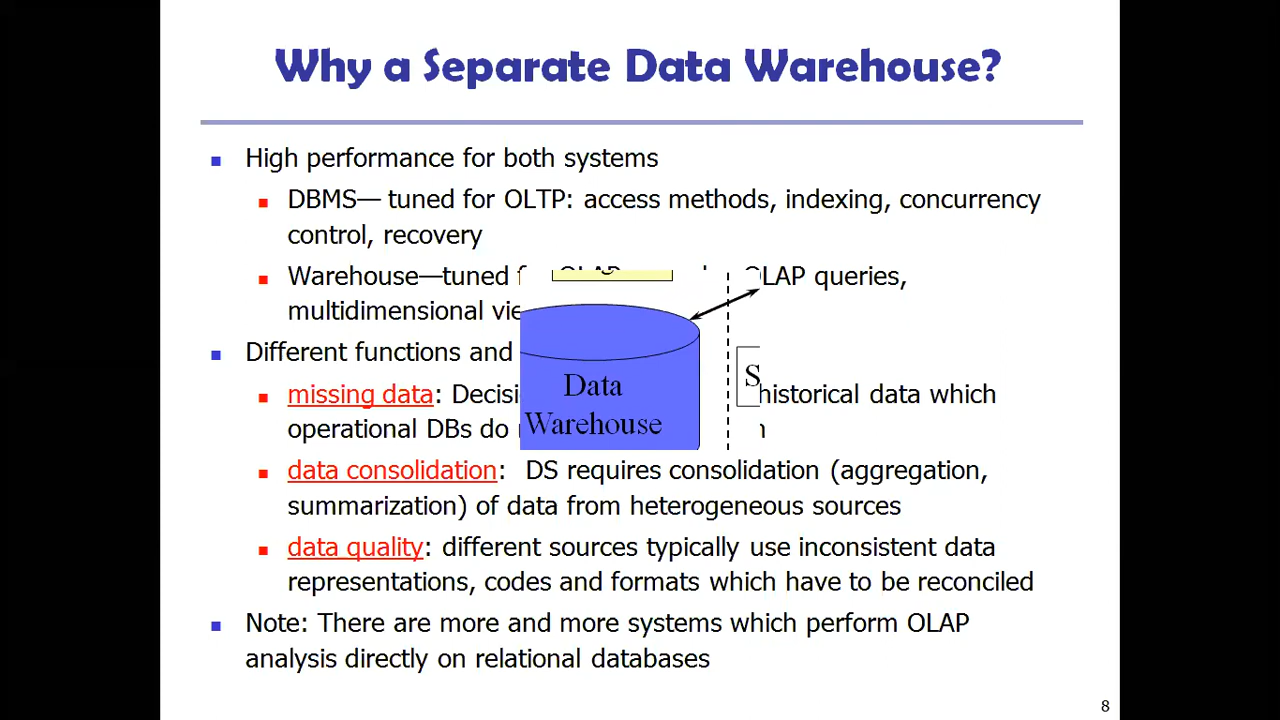 Why a Separate Data Warehouse?
High performance for both systems
DBMS— tuned for OLTP: access methods, indexing, concurrency
control, recovery
Warehouse—tuned OLAP queries,
multidimensional
Different functions and
missing data: historical data which
operational DBs do
data consolidation: DS requires consolidation (aggregation,
summarization) of data from heterogeneous sources
data quality: different sources typically use inconsistent data
representations, codes and formats which have to be reconciled
Note: There are more and more systems which perform OLAP
analysis directly on relational databases
Data
Warehouse
S
8